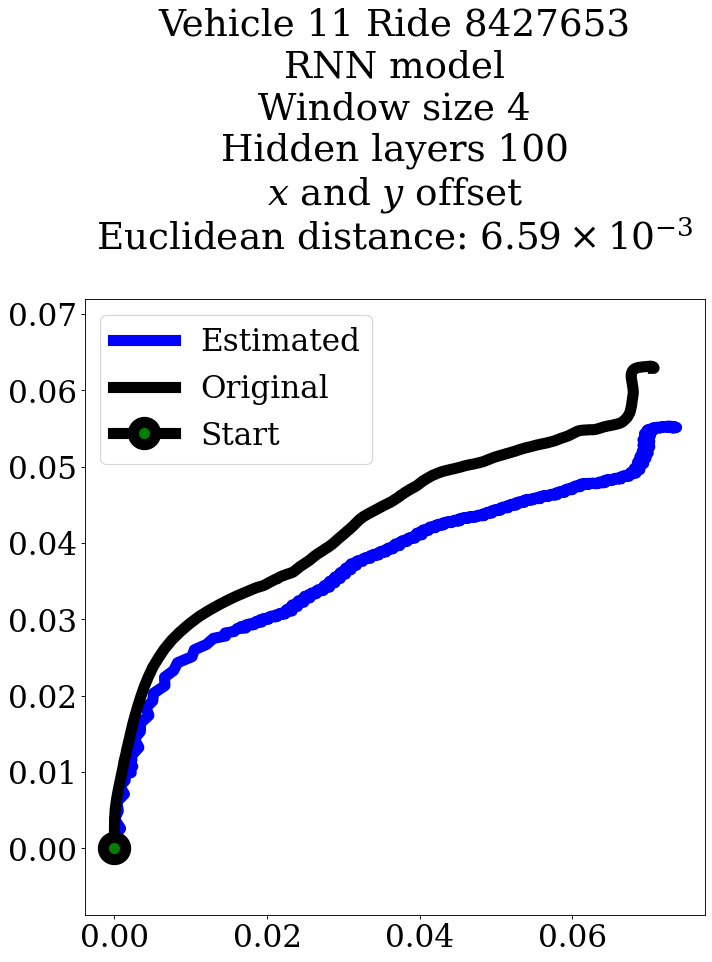 Vehicle 11 Ride 8427653
RNN model
Window size 4
Hidden layers 100
x and y offset
Euclidean distance: 6.59 × 10⁻³
0.07
0.06
0.05
0.04
0.03
0.02
0.01
0.00
Estimated
Original
Start
0.00 0.02 0.04 0.06